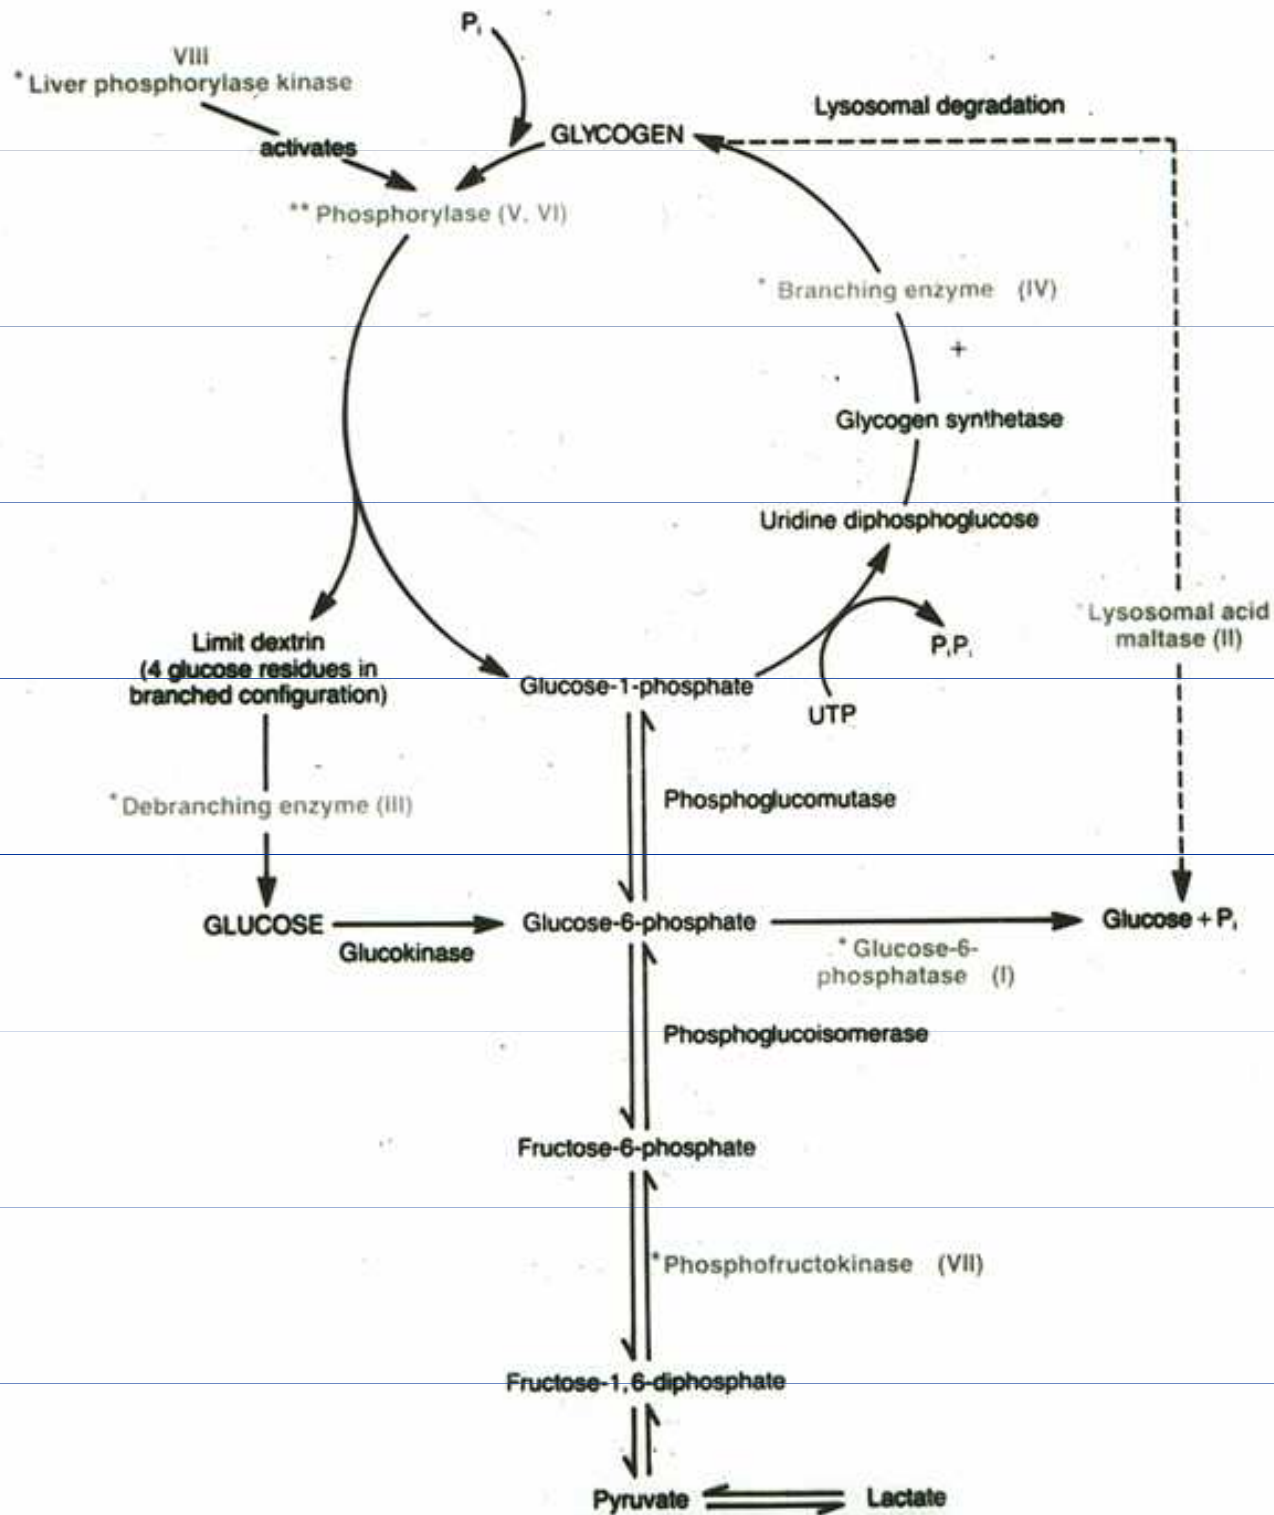 Pi
VIII
* Liver phosphorylase kinase
activates
GLYCOGEN
Lysosomal degradation
** Phosphorylase (V, VI)
* Branching enzyme (IV)
+
Glycogen synthetase
Uridine diphosphoglucose
PiPi
UTP
* Lysosomal acid
maltase (II)
Limit dextrin
(4 glucose residues in
branched configuration)
Glucose-1-phosphate
Phosphoglucomutase
* Debranching enzyme (III)
GLUCOSE
Glucokinase
Glucose-6-phosphate
* Glucose-6-
phosphatase (I)
Glucose + Pi
Phosphoglucoisomerase
Fructose-6-phosphate
* Phosphofructokinase (VII)
Fructose-1,6-diphosphate
Pyruvate
Lactate